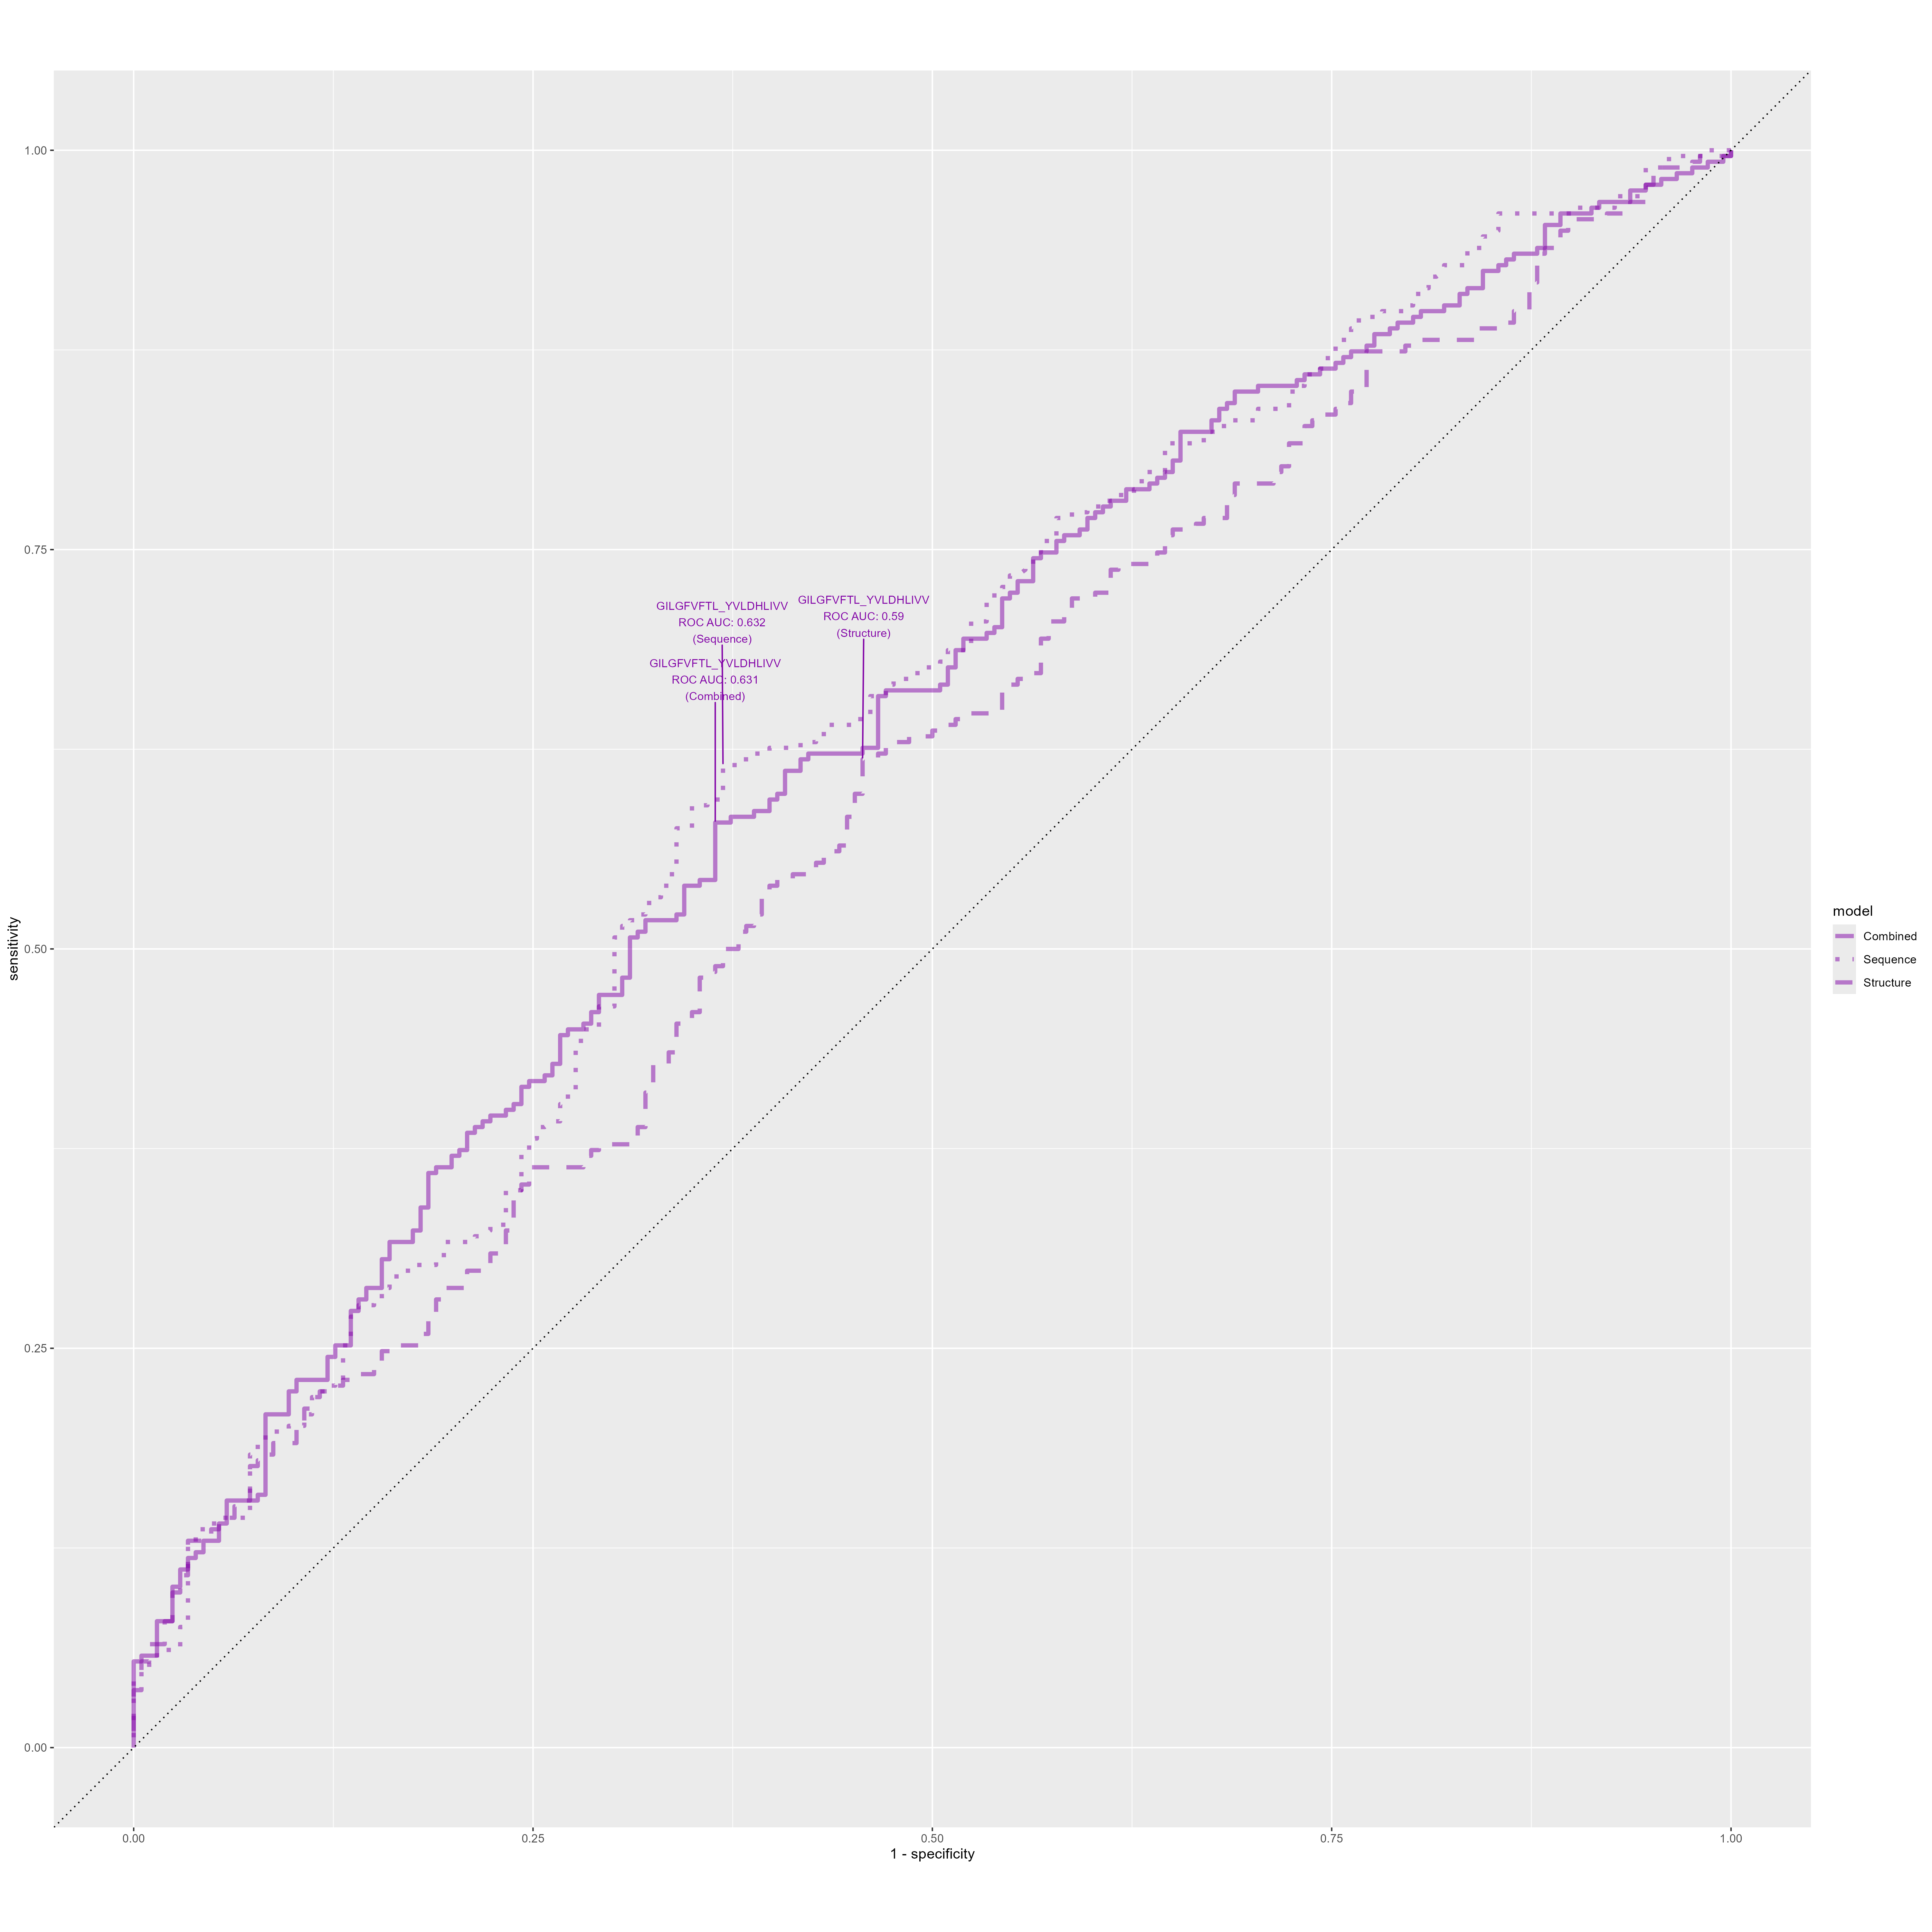 1.00
0.75
0.50
0.25
0.00
sensitivity
GILGFVFTL_YVLDHLIVV
ROC AUC: 0.632
(Sequence)
GILGFVFTL_YVLDHLIVV
ROC AUC: 0.59
(Structure)
GILGFVFTL_YVLDHLIVV
ROC AUC: 0.631
(Combined)
model
Combined
Sequence
Structure
0.00
0.25
0.50
0.75
1.00
1 - specificity